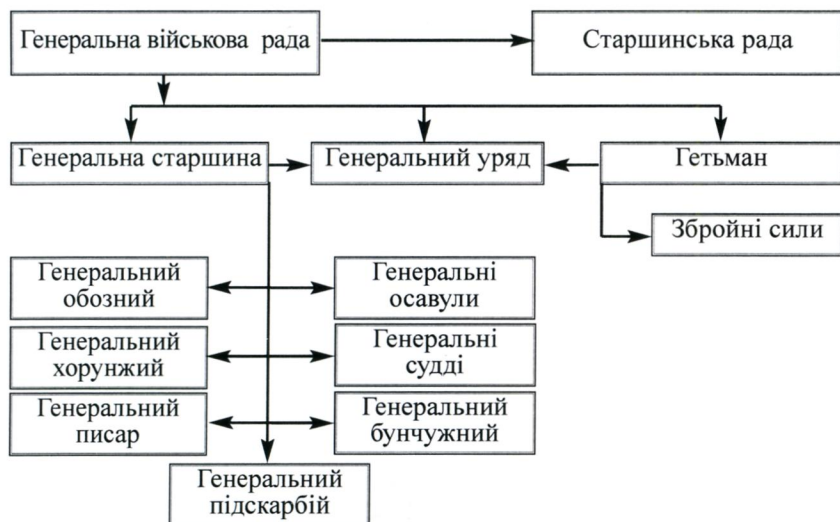 Генеральна військова рада
Старшинська рада
Генеральна старшина
Генеральний уряд
Гетьман
Збройні сили
Генеральний
обозний
Генеральні
осавули
Генеральний
хорунжий
Генеральні
судді
Генеральний
писар
Генеральний
бунчужний
Генеральний
підскарбій